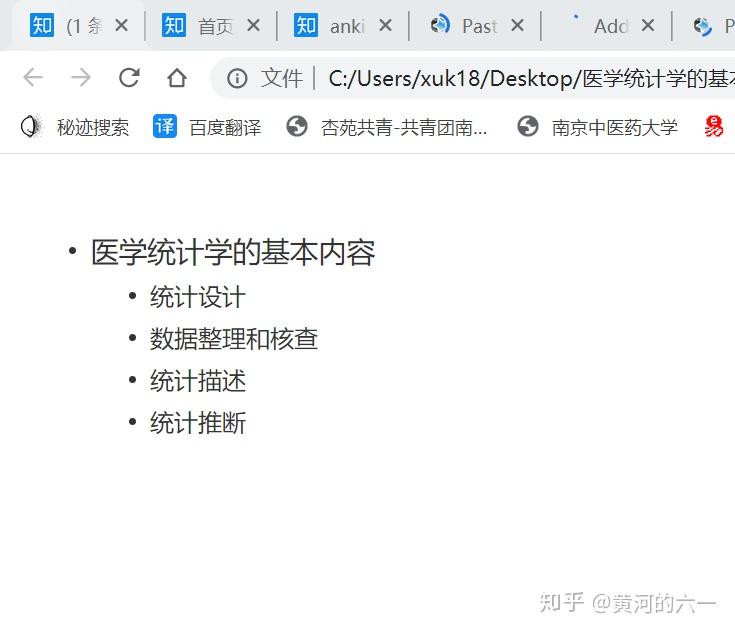 知 (1 条 知 首页 知 anki Past Add P
文件 C:/Users/xuk18/Desktop/医学统计学的基本
秘迹搜索 译 百度翻译 杏苑共青-共青团南... 南京中医药大学 易
• 医学统计学的基本内容
• 统计设计
• 数据整理和核查
• 统计描述
• 统计推断
知乎 @黄河的六一